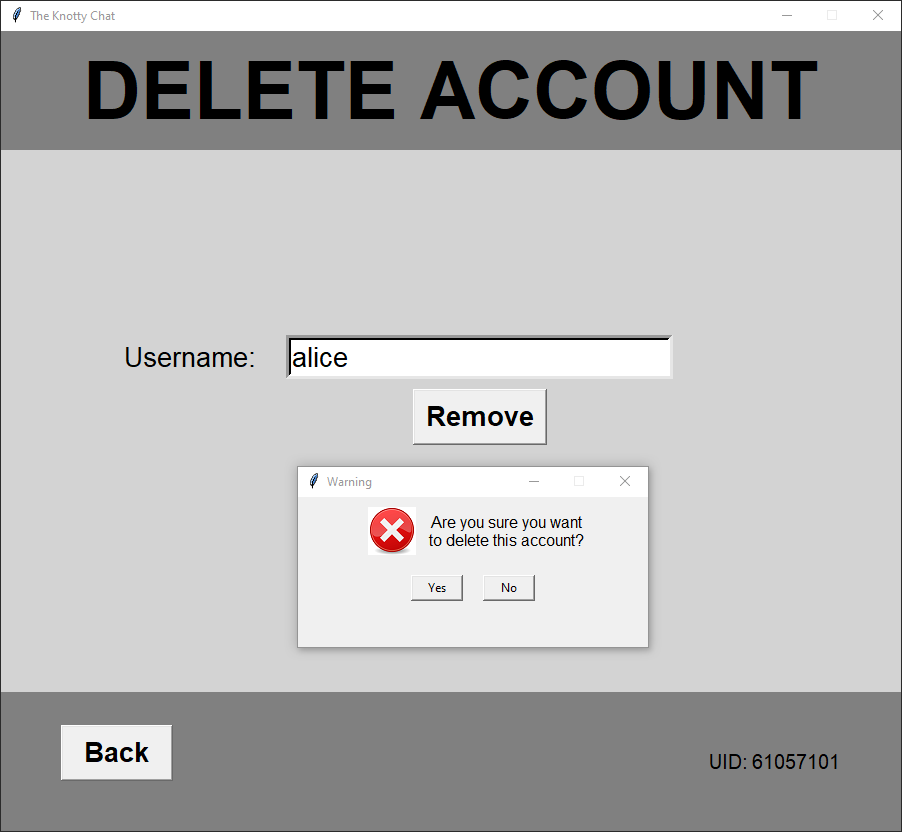 The Knotty Chat
DELETE ACCOUNT
Username: alice
Remove
Warning
Are you sure you want
to delete this account?
Yes No
Back
UID: 61057101